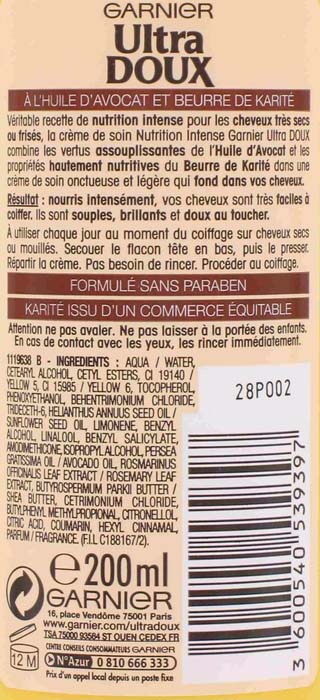 GARNIER
Ultra
DOUX
À L'HUILE D'AVOCAT ET BEURRE DE KARITÉ
Véritable recette de nutrition intense pour les cheveux très secs
ou frisés, la crème de soin Nutrition Intense Garnier Ultra DOUX
combine les vertus assouplissantes de l'Huile d'Avocat et les
propriétés hautement nutritives du Beurre de Karité dans une
crème de soin onctueuse et légère qui fond dans vos cheveux.
Résultat : nourris intensément, vos cheveux sont très faciles à
coiffer. Ils sont souples, brillants et doux au toucher.
À utiliser chaque jour au moment du coiffage sur cheveux secs
ou mouillés. Secouer le flacon tête en bas, puis le presser.
Répartir la crème. Pas besoin de rincer. Procéder au coiffage.
FORMULÉ SANS PARABEN
KARITÉ ISSU D'UN COMMERCE ÉQUITABLE
Attention ne pas avaler. Ne pas laisser à la portée des enfants.
En cas de contact avec les yeux, les rincer immédiatement.
1119638 B - INGREDIENTS : AQUA / WATER,
CETEARYL ALCOHOL, CETYL ESTERS, CI 19140 /
YELLOW 5, CI 15985 / YELLOW 6, TOCOPHEROL,
PHENOXYETHANOL, BEHENTRIMONIUM CHLORIDE,
TRIDECETH-6, HELIANTHUS ANNUUS SEED OIL /
SUNFLOWER SEED OIL, LIMONENE, BENZYL
ALCOHOL, LINALOOL, BENZYL SALICYLATE,
AMODIMETHICONE, ISOPROPYL ALCOHOL, PERSEA
GRATISSIMA OIL / AVOCADO OIL, ROSMARINUS
OFFICINALIS LEAF EXTRACT / ROSEMARY LEAF
EXTRACT, BUTYROSPERMUM PARKII BUTTER /
SHEA BUTTER, CETRIMONIUM CHLORIDE,
BUTYLPHENYL METHYLPROPIONAL, CITRONELLOL,
CITRIC ACID, COUMARIN, HEXYL CINNAMAL,
PARFUM / FRAGRANCE. (F.I.L C188167/2).
28P002
3 600540 539397
12 M
e 200 ml
GARNIER
16, place Vendôme 75001 Paris
www.garnier.com/ultradoux
TSA 75000 93584 ST OUEN CEDEX FR
CENTRE CONSEILS CONSOMMATEURS GARNIER
N°Azur 0 810 666 333
Prix d'un appel local depuis un poste fixe